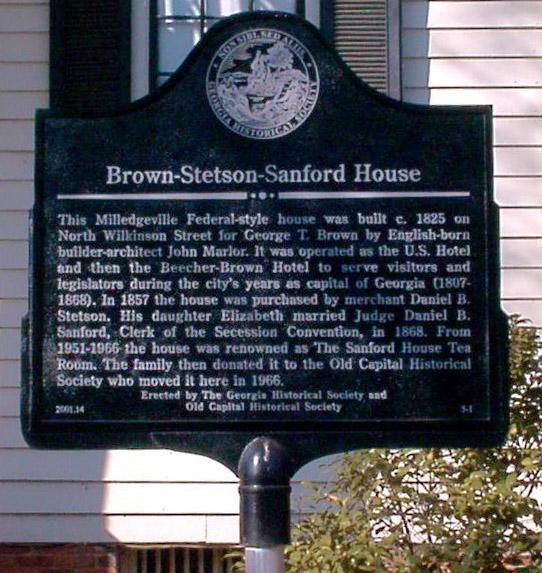 NON SIBI, SED ALIIS
GEORGIA HISTORICAL SOCIETY
Brown-Stetson-Sanford House
This Milledgeville Federal-style house was built c. 1825 on
North Wilkinson Street for George T. Brown by English-born
builder-architect John Marlor. It was operated as the U.S. Hotel
and then the Beecher-Brown Hotel to serve visitors and
legislators during the city's years as capital of Georgia (1807-
1868). In 1857 the house was purchased by merchant Daniel B.
Stetson. His daughter Elizabeth married Judge Daniel B.
Sanford, Clerk of the Secession Convention, in 1868. From
1951-1966 the house was renowned as The Sanford House Tea
Room. The family then donated it to the Old Capital Historical
Society who moved it here in 1966.
Erected by The Georgia Historical Society and
Old Capital Historical Society
2001.14
5-1